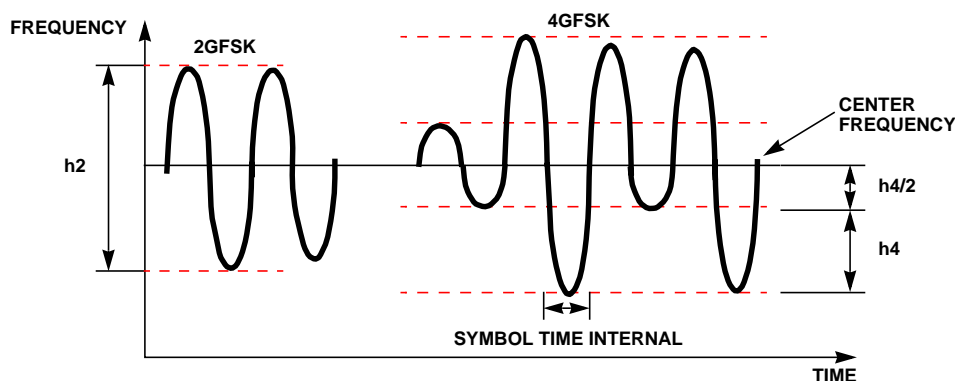 FREQUENCY
2GFSK
4GFSK
CENTER
FREQUENCY
h2
h4/2
h4
SYMBOL TIME INTERNAL
TIME